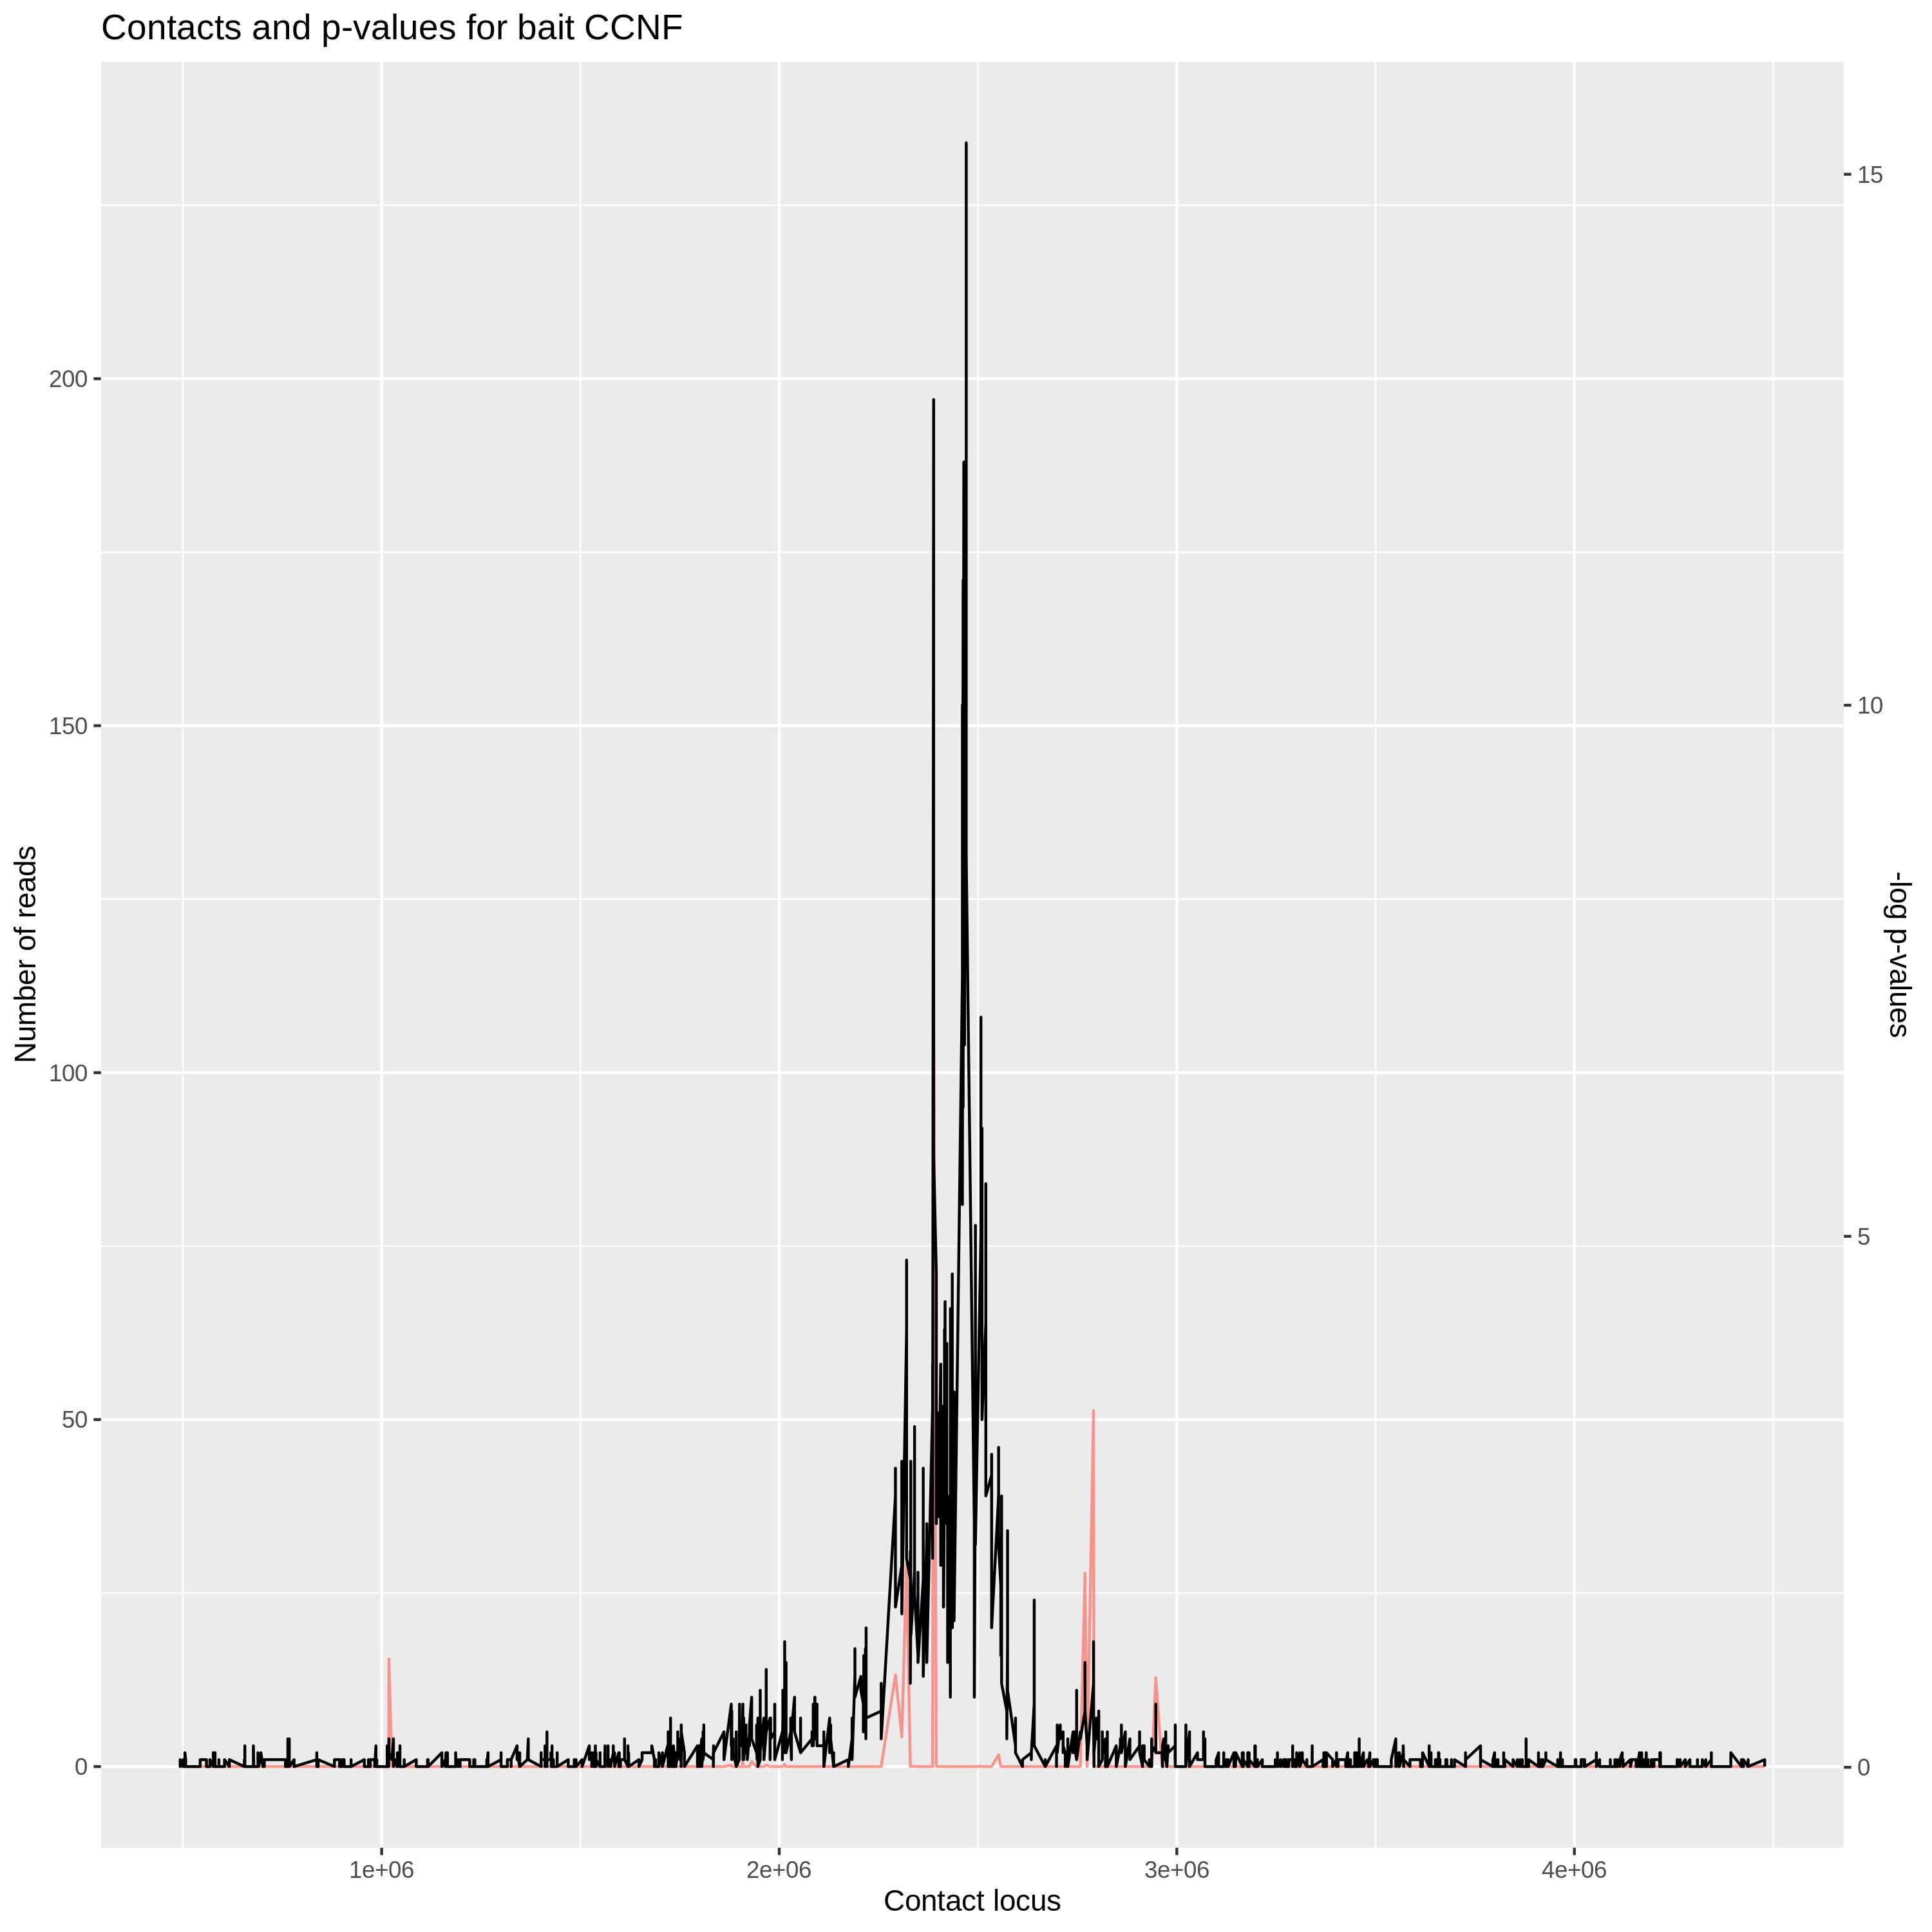 Contacts and p-values for bait CCNF
Number of reads
200
150
100
50
0
15
10
5
0
-log p-values
1e+06
2e+06
3e+06
4e+06
Contact locus